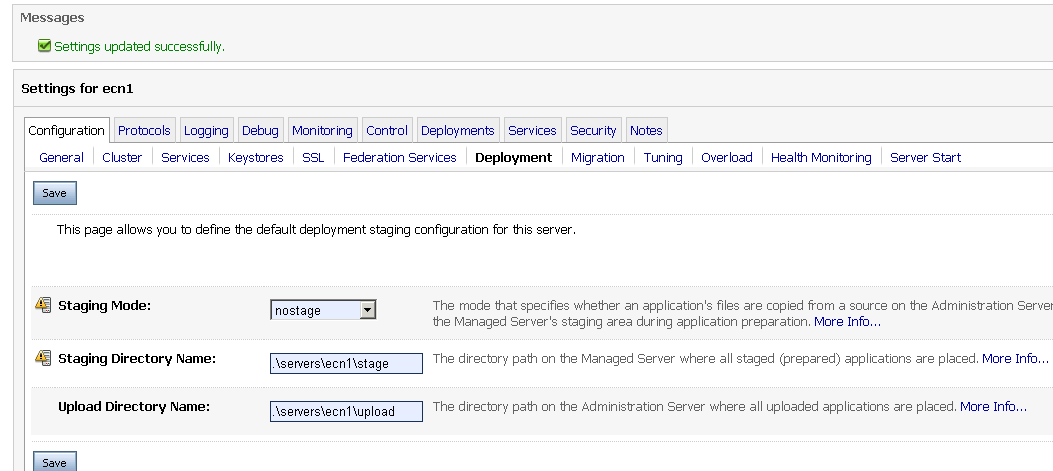 Messages
Settings updated successfully.
Settings for ecn1
Configuration Protocols Logging Debug Monitoring Control Deployments Services Security Notes
General Cluster Services Keystores SSL Federation Services Deployment Migration Tuning Overload Health Monitoring Server Start
Save
This page allows you to define the default deployment staging configuration for this server.
Staging Mode: nostage The mode that specifies whether an application's files are copied from a source on the Administration Server
the Managed Server's staging area during application preparation. More Info...
Staging Directory Name: .\servers\ecn1\stage The directory path on the Managed Server where all staged (prepared) applications are placed. More Info...
Upload Directory Name: .\servers\ecn1\upload The directory path on the Administration Server where all uploaded applications are placed. More Info...
Save